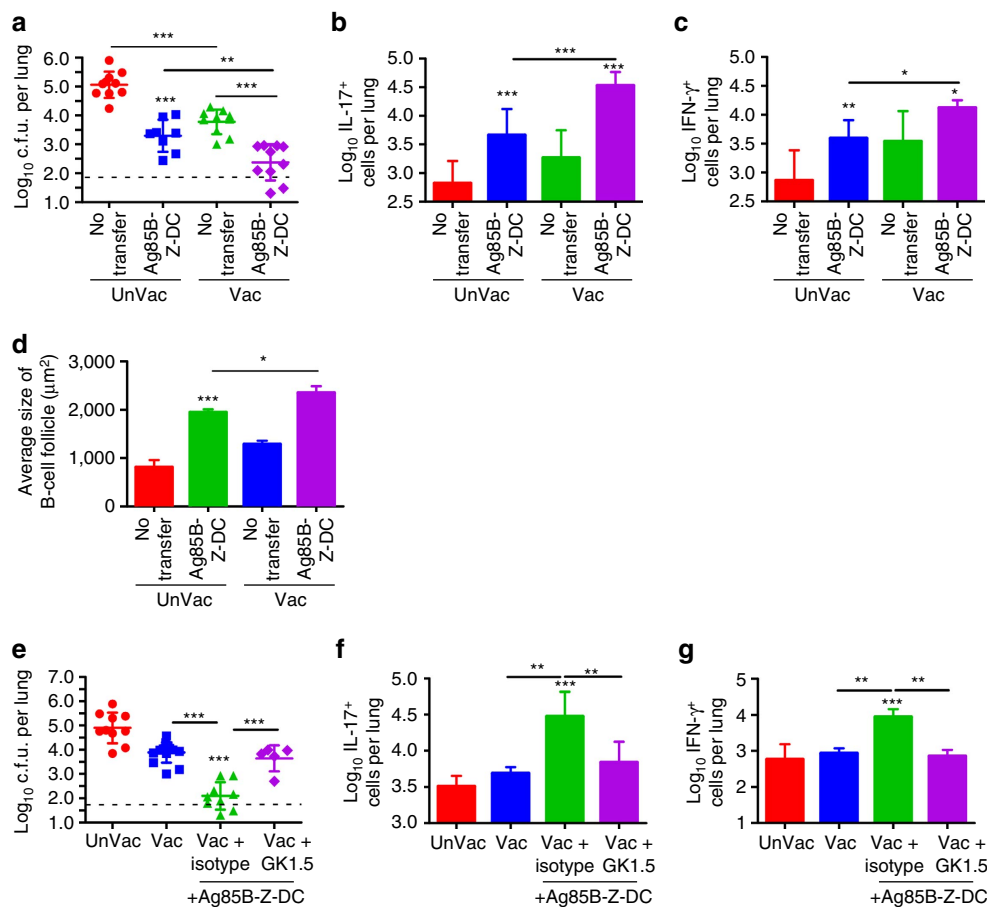 a
Log10 c.f.u. per lung
6.0
5.0
4.0
3.0
2.0
1.0
***
**
***
***
No transfer
Ag85B-Z-DC
No transfer
Ag85B-Z-DC
UnVac
Vac
b
Log10 IL-17+
cells per lung
5.0
4.5
4.0
3.5
3.0
2.5
***
***
***
No transfer
Ag85B-Z-DC
No transfer
Ag85B-Z-DC
UnVac
Vac
c
Log10 IFN-γ+
cells per lung
5.0
4.5
4.0
3.5
3.0
2.5
*
**
*
No transfer
Ag85B-Z-DC
No transfer
Ag85B-Z-DC
UnVac
Vac
d
Average size of
B-cell follicle (μm2)
3,000
2,000
1,000
0
*
***
No transfer
Ag85B-Z-DC
No transfer
Ag85B-Z-DC
UnVac
Vac
e
Log10 c.f.u. per lung
7.0
6.0
5.0
4.0
3.0
2.0
1.0
***
***
***
UnVac
Vac
Vac +
isotype
Vac +
GK1.5
+Ag85B-Z-DC
f
Log10 IL-17+
cells per lung
5.0
4.5
4.0
3.5
3.0
**
**
***
UnVac
Vac
Vac +
isotype
Vac +
GK1.5
+Ag85B-Z-DC
g
Log10 IFN-γ+
cells per lung
5
4
3
2
1
**
**
***
UnVac
Vac
Vac +
isotype
Vac +
GK1.5
+Ag85B-Z-DC